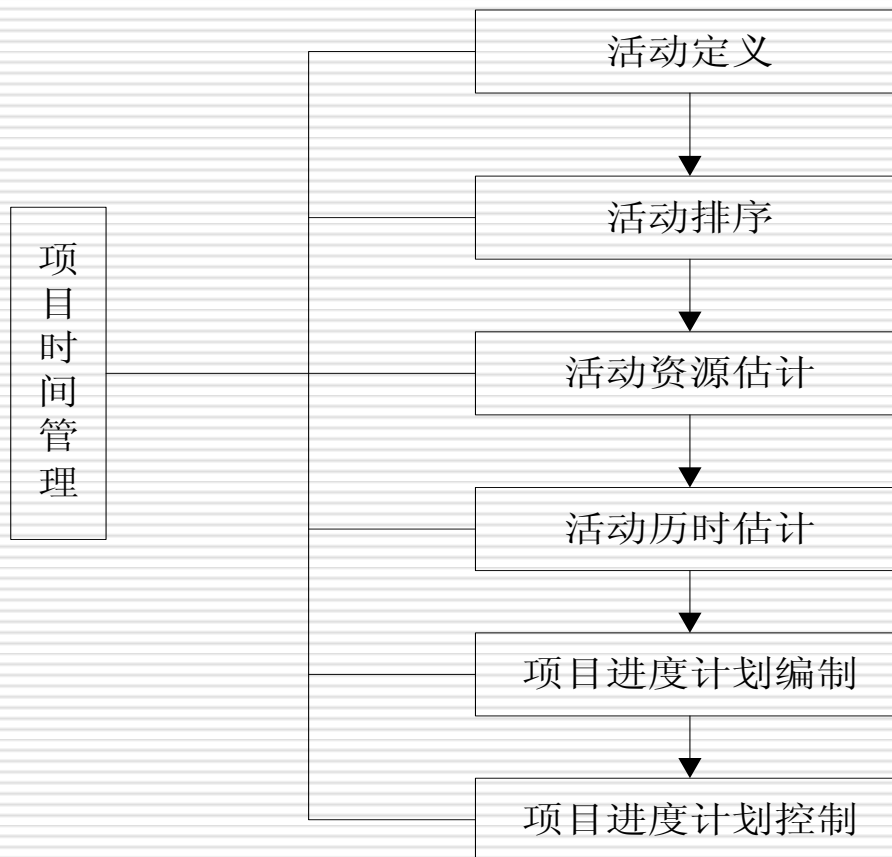 项目时间管理
活动定义
活动排序
活动资源估计
活动历时估计
项目进度计划编制
项目进度计划控制